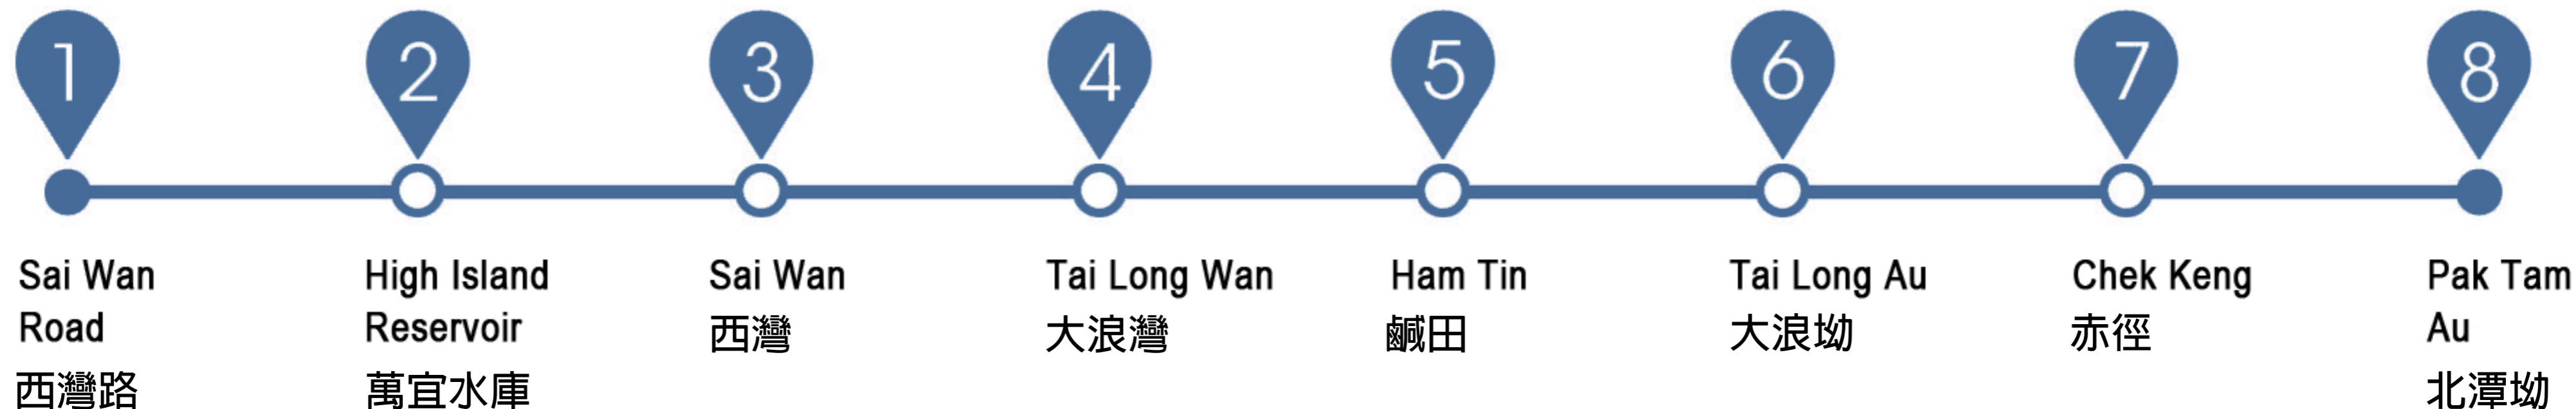 1
2
3
4
5
6
7
8
Sai Wan
Road
西灣路
High Island
Reservoir
萬宜水庫
Sai Wan
西灣
Tai Long Wan
大浪灣
Ham Tin
鹹田
Tai Long Au
大浪坳
Chek Keng
赤徑
Pak Tam
Au
北潭坳